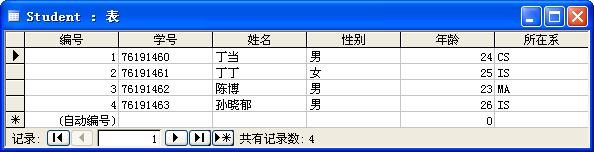 Student : 表
编号 学号 姓名 性别 年龄 所在系
1 76191460 丁当 男 24 CS
2 76191461 丁丁 女 25 IS
3 76191462 陈博 男 23 MA
4 76191463 孙晓郁 男 26 IS
(自动编号) 0
记录: 1 共有记录数: 4